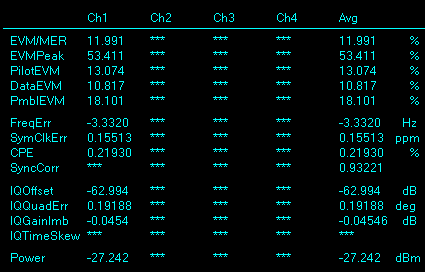 Ch1 Ch2 Ch3 Ch4 Avg
EVM/MER 11.991 *** *** *** 11.991 %
EVMPeak 53.411 *** *** *** 53.411 %
PilotEVM 13.074 *** *** *** 13.074 %
DataEVM 10.817 *** *** *** 10.817 %
PmblEVM 18.101 *** *** *** 18.101 %
FreqErr -3.3320 *** *** *** -3.3320 Hz
SymClkErr 0.15513 *** *** *** 0.15513 ppm
CPE 0.21930 *** *** *** 0.21930 %
SyncCorr *** *** *** 0.93221
IQOffset -62.994 *** *** *** -62.994 dB
IQQuadErr 0.19188 *** *** *** 0.19188 deg
IQGainImb -0.0454 *** *** *** -0.04546 dB
IQTimeSkew *** *** *** *** ***
Power -27.242 *** *** *** -27.242 dBm